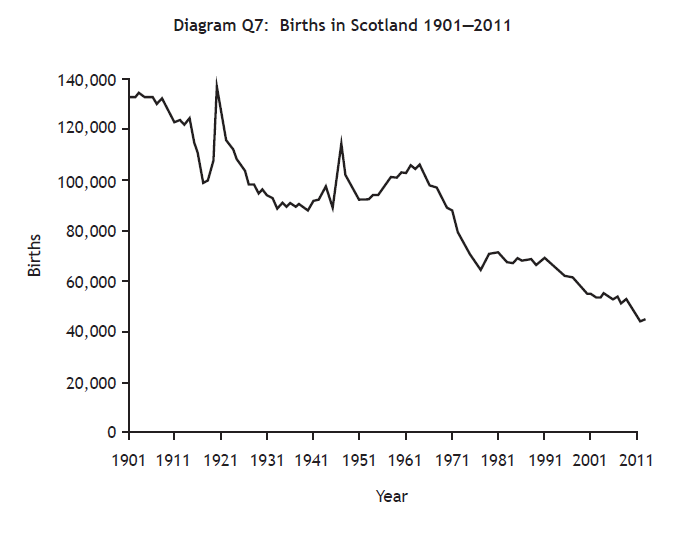 Diagram Q7: Births in Scotland 1901—2011
140,000
120,000
100,000
80,000
60,000
40,000
20,000
0
Births
1901 1911 1921 1931 1941 1951 1961 1971 1981 1991 2001 2011
Year